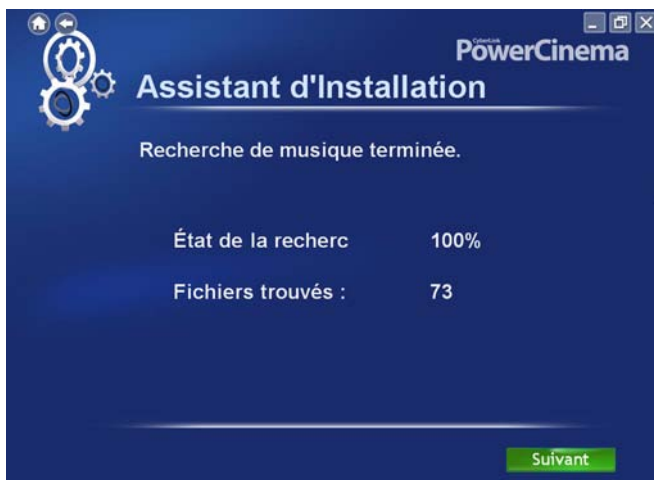 CyberLink
PowerCinema
Assistant d'Installation
Recherche de musique terminée.
État de la recherc 100%
Fichiers trouvés : 73
Suivant